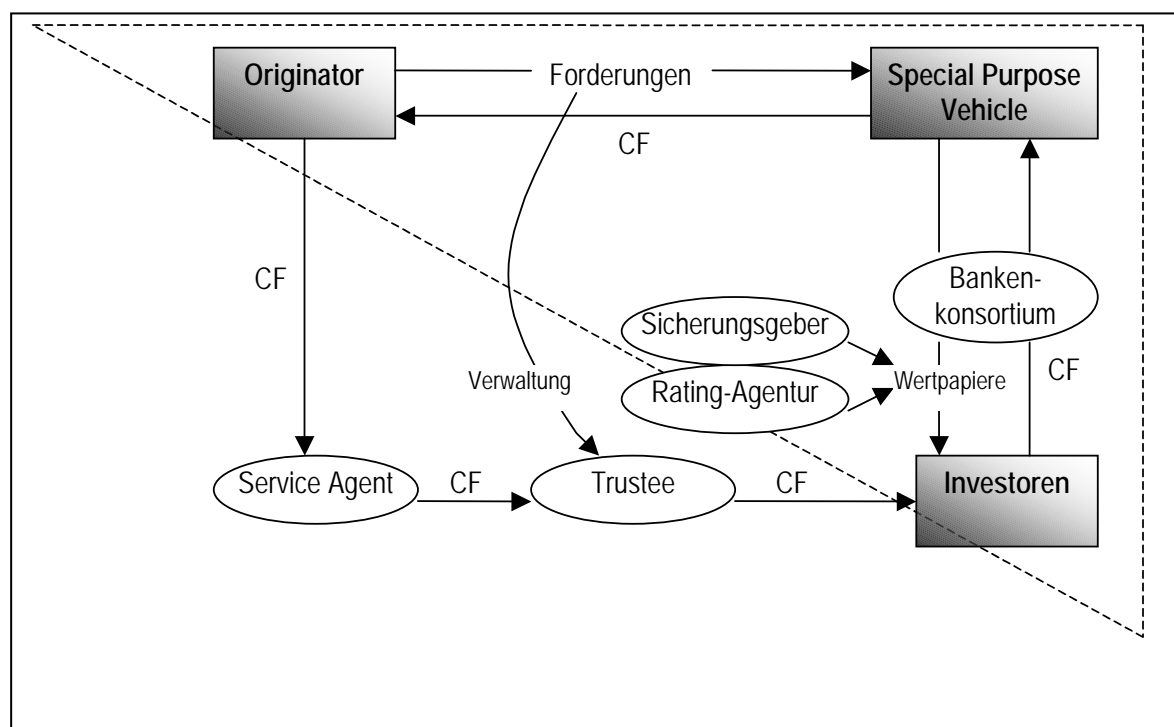 Originator
Forderungen
Special Purpose
Vehicle
CF
CF
Banken-
konsortium
Sicherungsgeber
Verwaltung
Rating-Agentur
Wertpapiere
CF
Service Agent
CF
Trustee
CF
Investoren